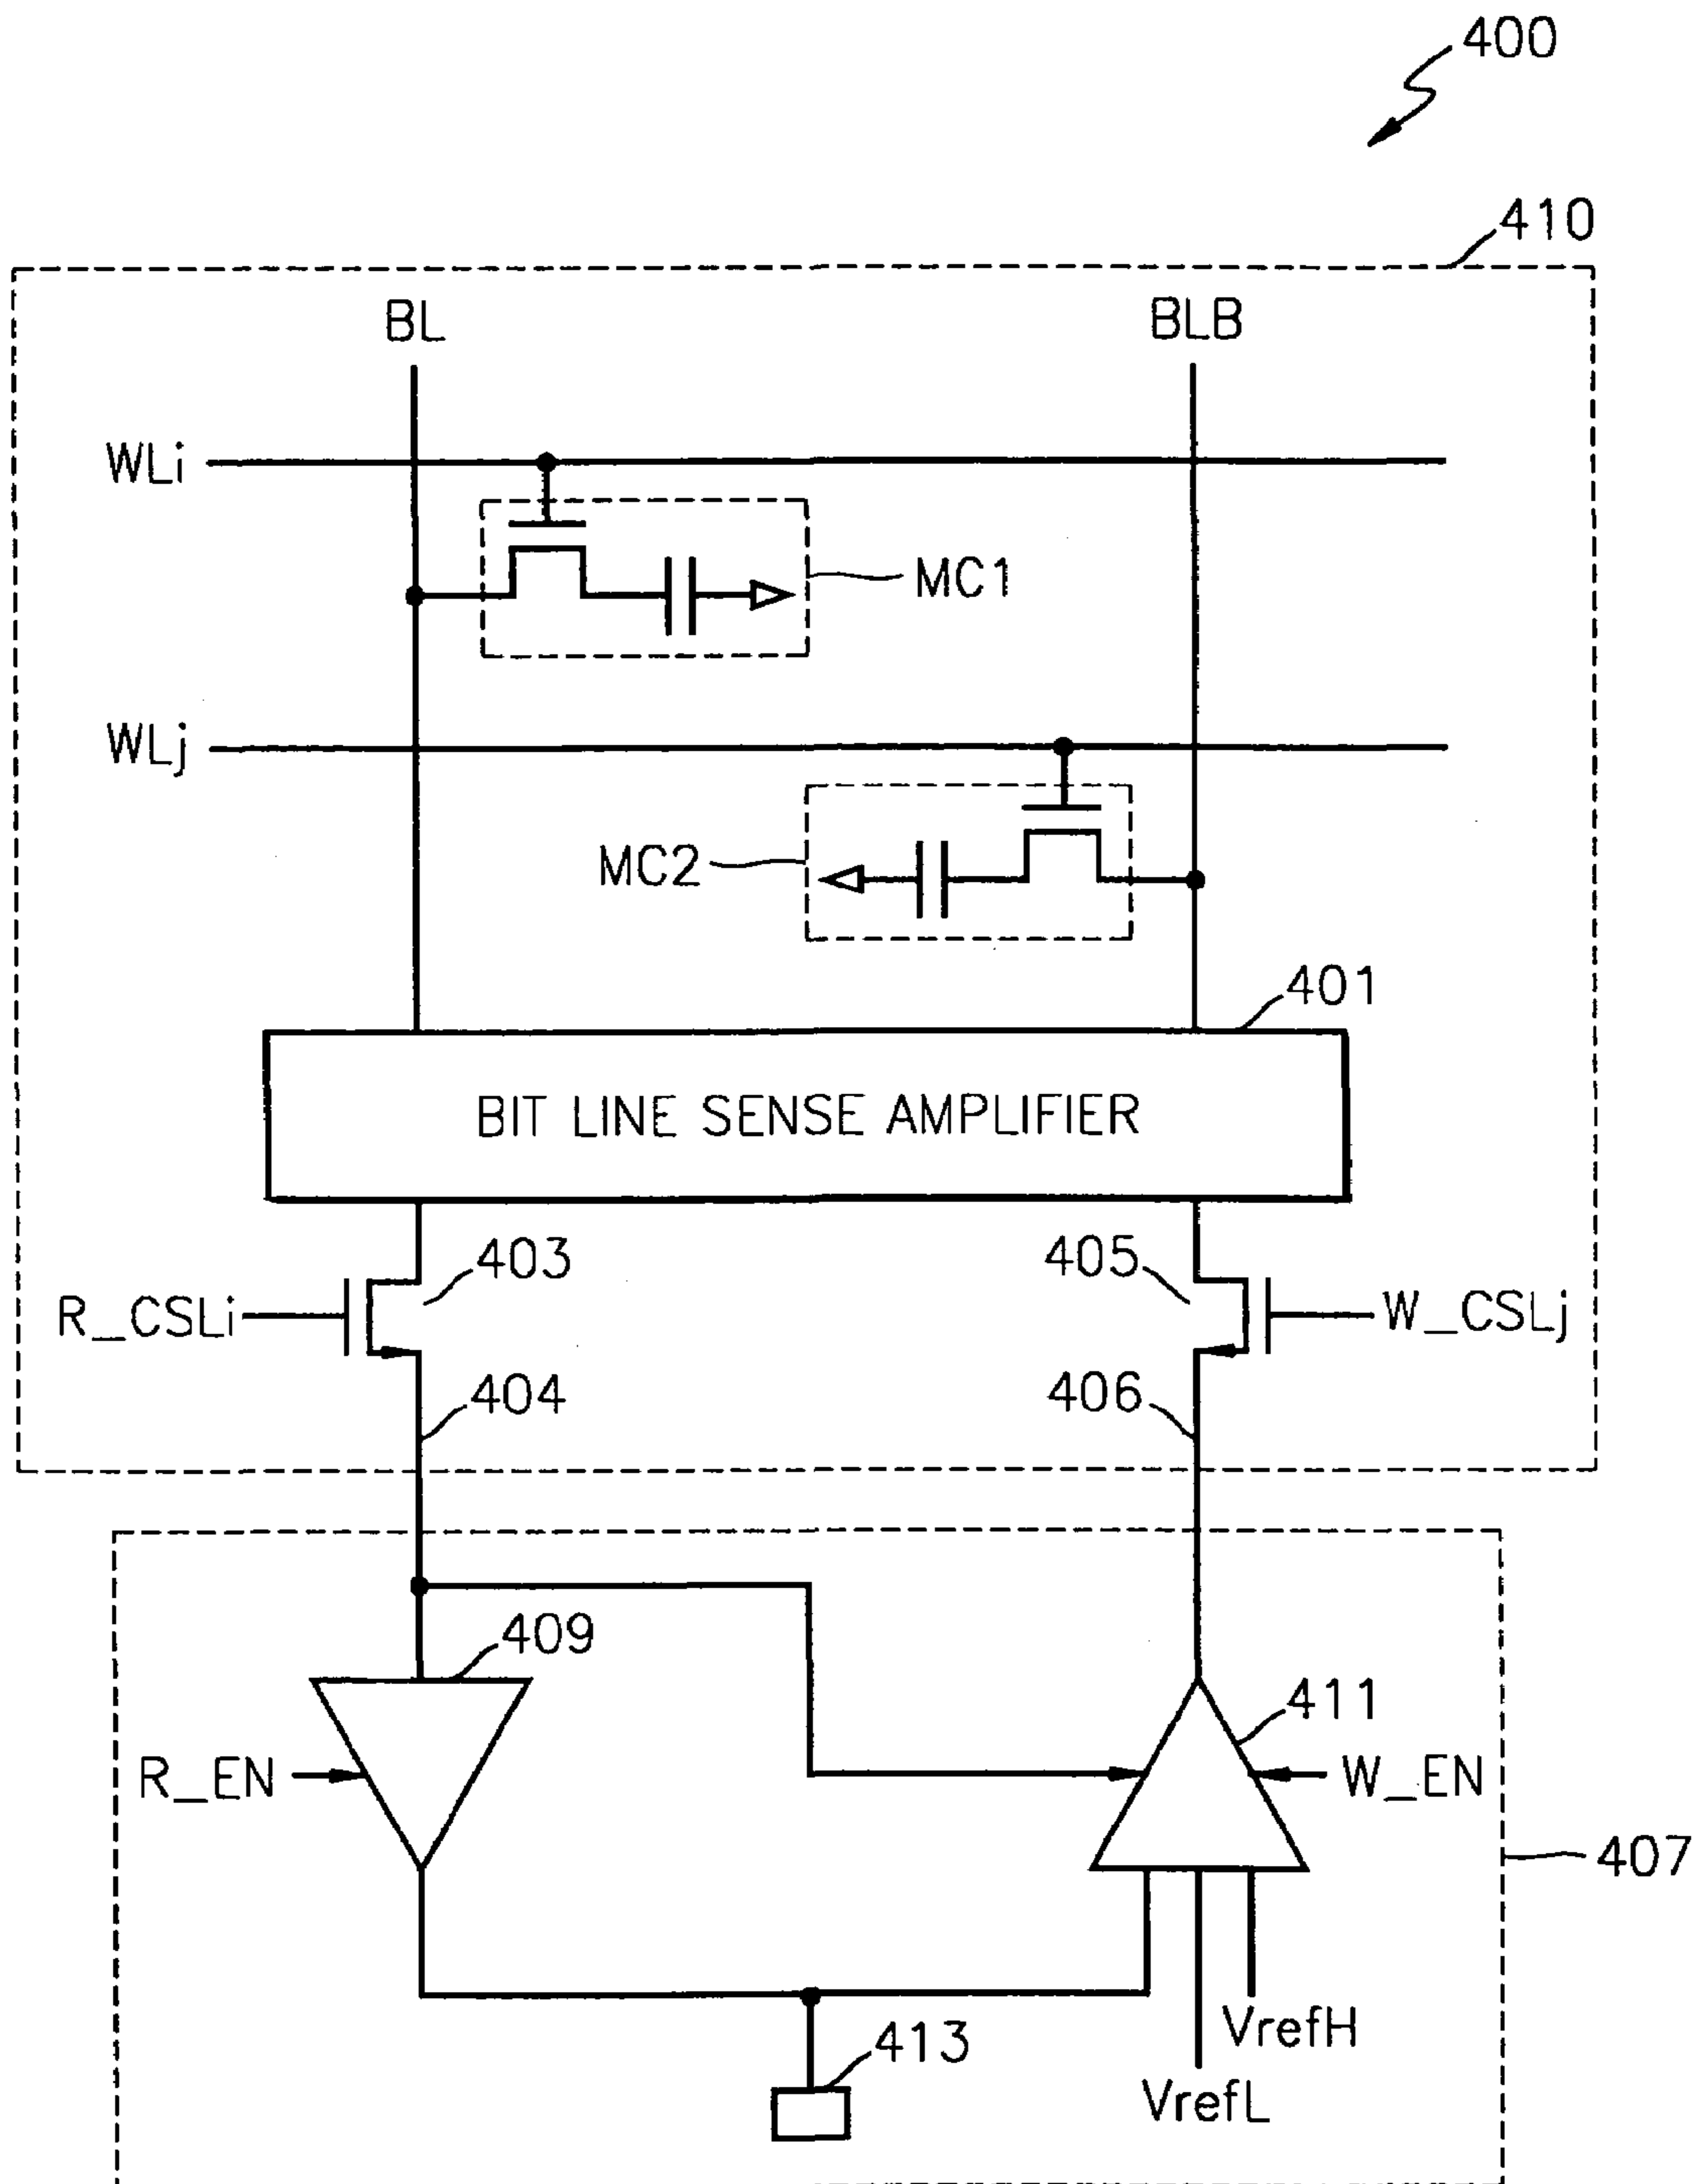 400
410
BL
BLB
WLi
MC1
WLj
MC2
401
BIT LINE SENSE AMPLIFIER
403
405
R_CSLi
W_CSLj
404
406
409
411
R_EN
W_EN
407
VrefH
413
VrefL